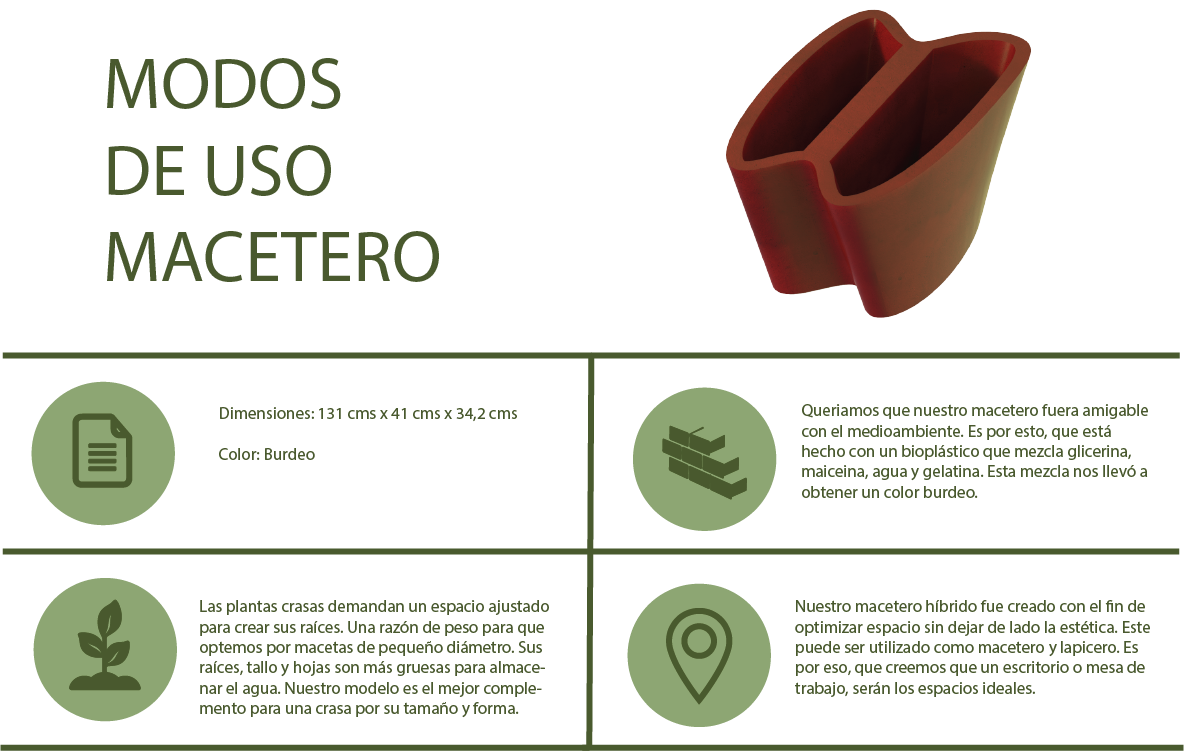 MODOS
DE USO
MACETERO
Dimensiones: 131 cms x 41 cms x 34,2 cms
Color: Burdeo
Queriamos que nuestro macetero fuera amigable
con el medioambiente. Es por esto, que está
hecho con un bioplástico que mezcla glicerina,
maiceina, agua y gelatina. Esta mezcla nos llevó a
obtener un color burdeo.
Las plantas crasas demandan un espacio ajustado
para crear sus raíces. Una razón de peso para que
optemos por macetas de pequeño diámetro. Sus
raíces, tallo y hojas son más gruesas para almace-
nar el agua. Nuestro modelo es el mejor comple-
mento para una crasa por su tamaño y forma.
Nuestro macetero híbrido fue creado con el fin de
optimizar espacio sin dejar de lado la estética. Este
puede ser utilizado como macetero y lapicero. Es
por eso, que creemos que un escritorio o mesa de
trabajo, serán los espacios ideales.